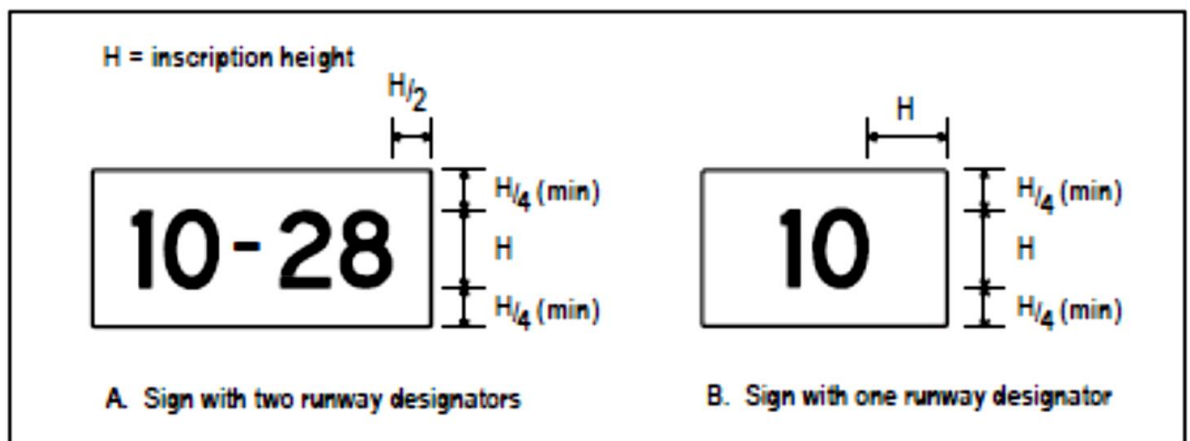 H = inscription height
H/2
H
10-28
H/4 (min)
H
H/4 (min)
10
H/4 (min)
H
H/4 (min)
A. Sign with two runway designators
B. Sign with one runway designator